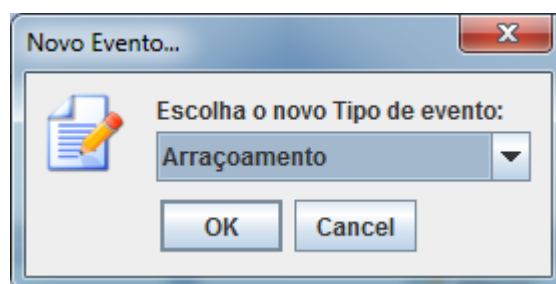 Novo Evento...
Escolha o novo Tipo de evento:
Arraçoamento
OK Cancel